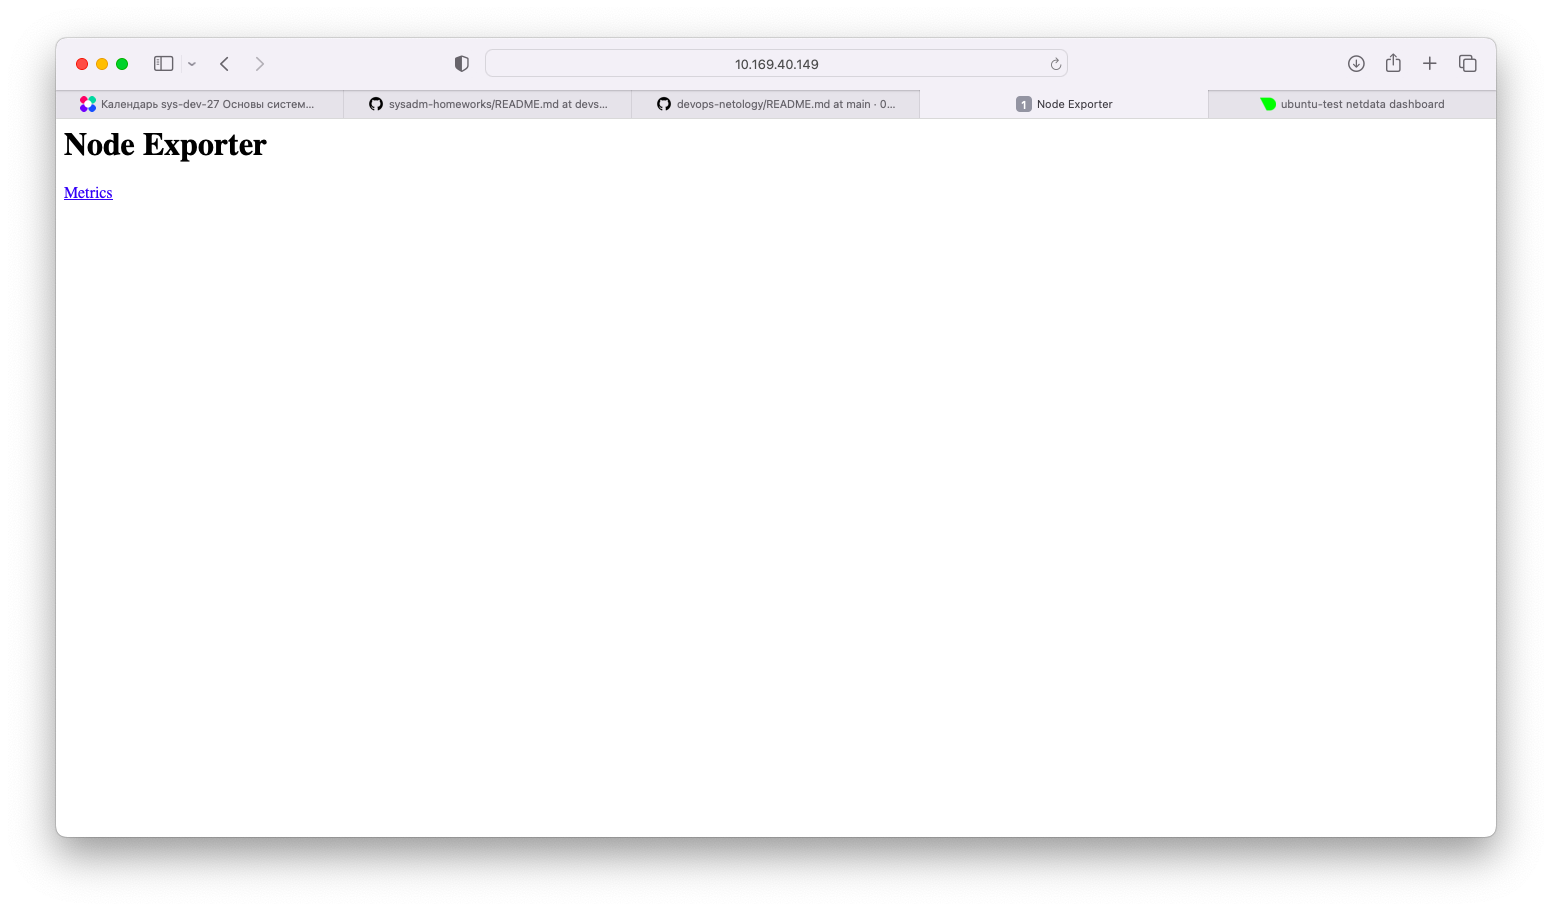 10.169.40.149
Календарь sys-dev-27 Основы систем...
sysadm-homeworks/README.md at devs...
devops-netology/README.md at main · 0...
1 Node Exporter
ubuntu-test netdata dashboard
Node Exporter
Metrics